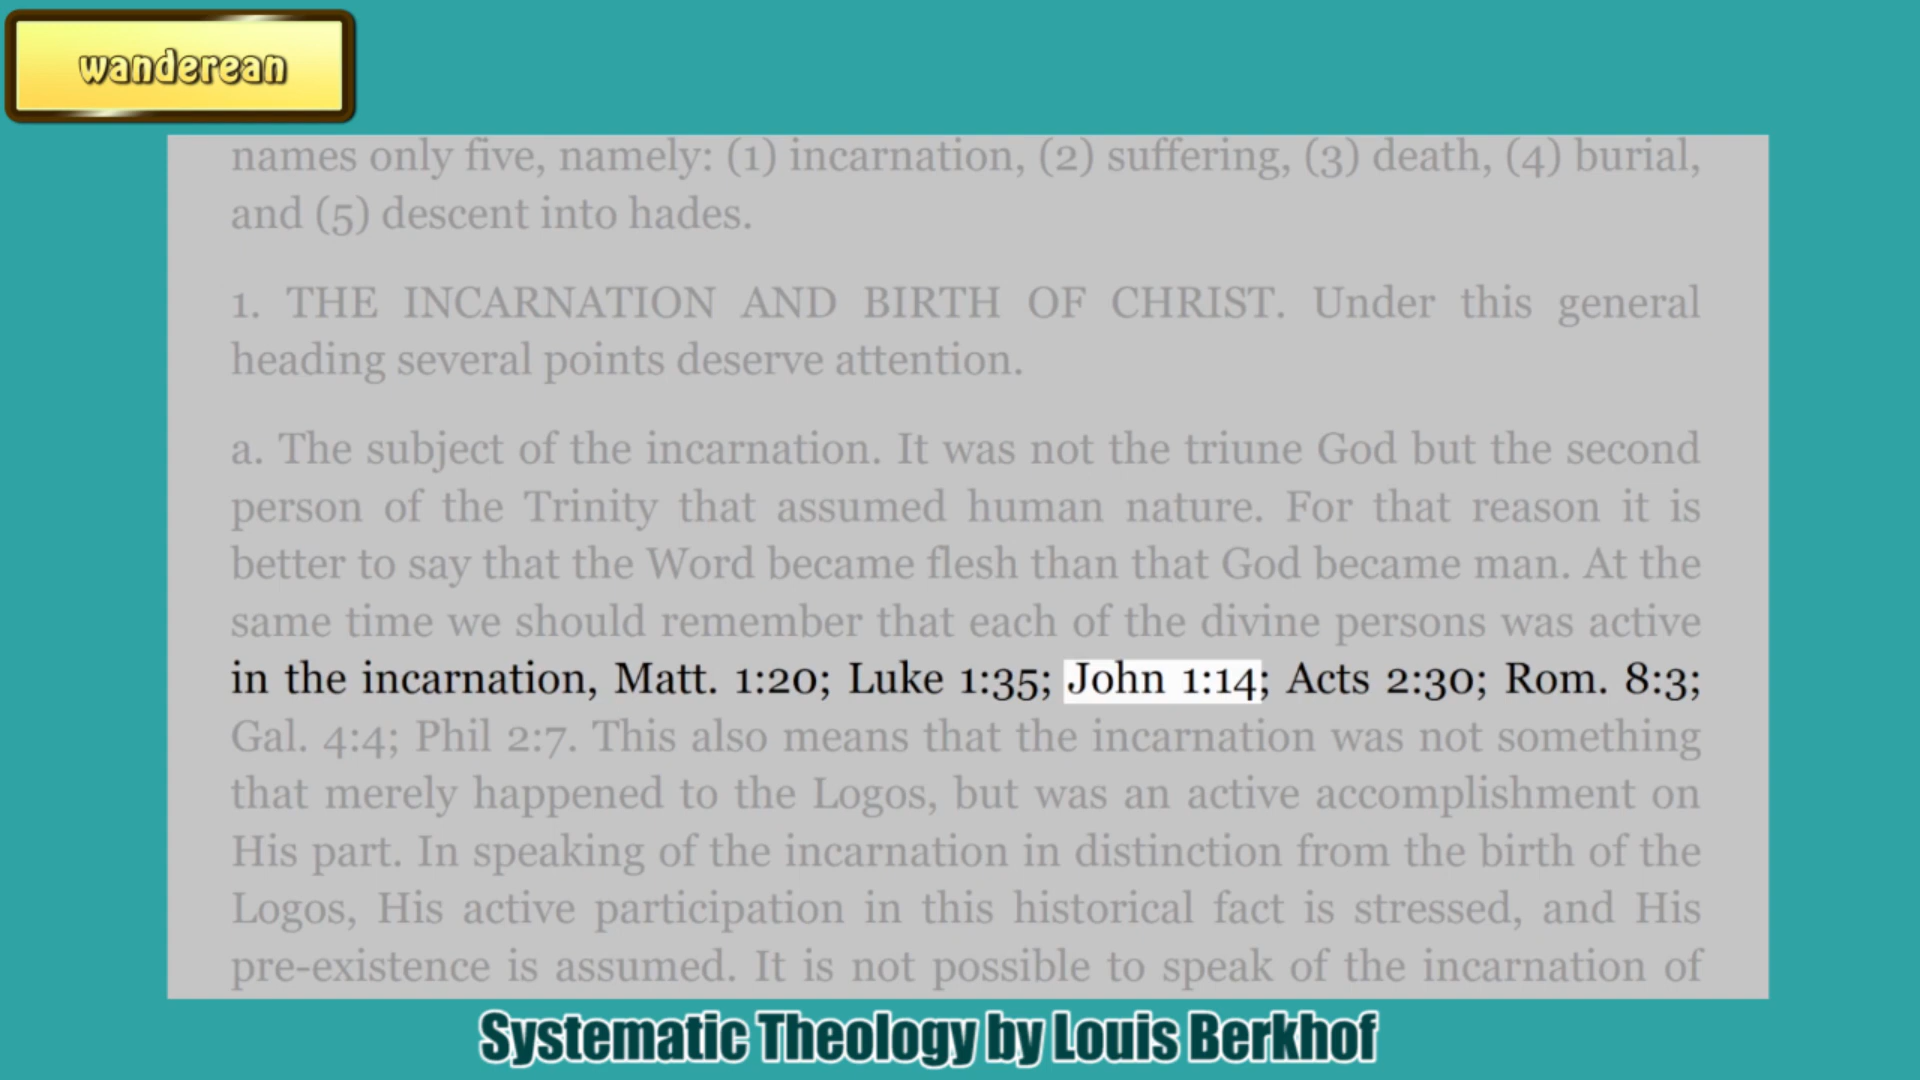 wanderean
names only five, namely: (1) incarnation, (2) suffering, (3) death, (4) burial,
and (5) descent into hades.
1. THE INCARNATION AND BIRTH OF CHRIST. Under this general
heading several points deserve attention.
a. The subject of the incarnation. It was not the triune God but the second
person of the Trinity that assumed human nature. For that reason it is
better to say that the Word became flesh than that God became man. At the
same time we should remember that each of the divine persons was active
in the incarnation, Matt. 1:20; Luke 1:35; John 1:14; Acts 2:30; Rom. 8:3;
Gal. 4:4; Phil 2:7. This also means that the incarnation was not something
that merely happened to the Logos, but was an active accomplishment on
His part. In speaking of the incarnation in distinction from the birth of the
Logos, His active participation in this historical fact is stressed, and His
pre-existence is assumed. It is not possible to speak of the incarnation of
Systematic Theology by Louis Berkhof